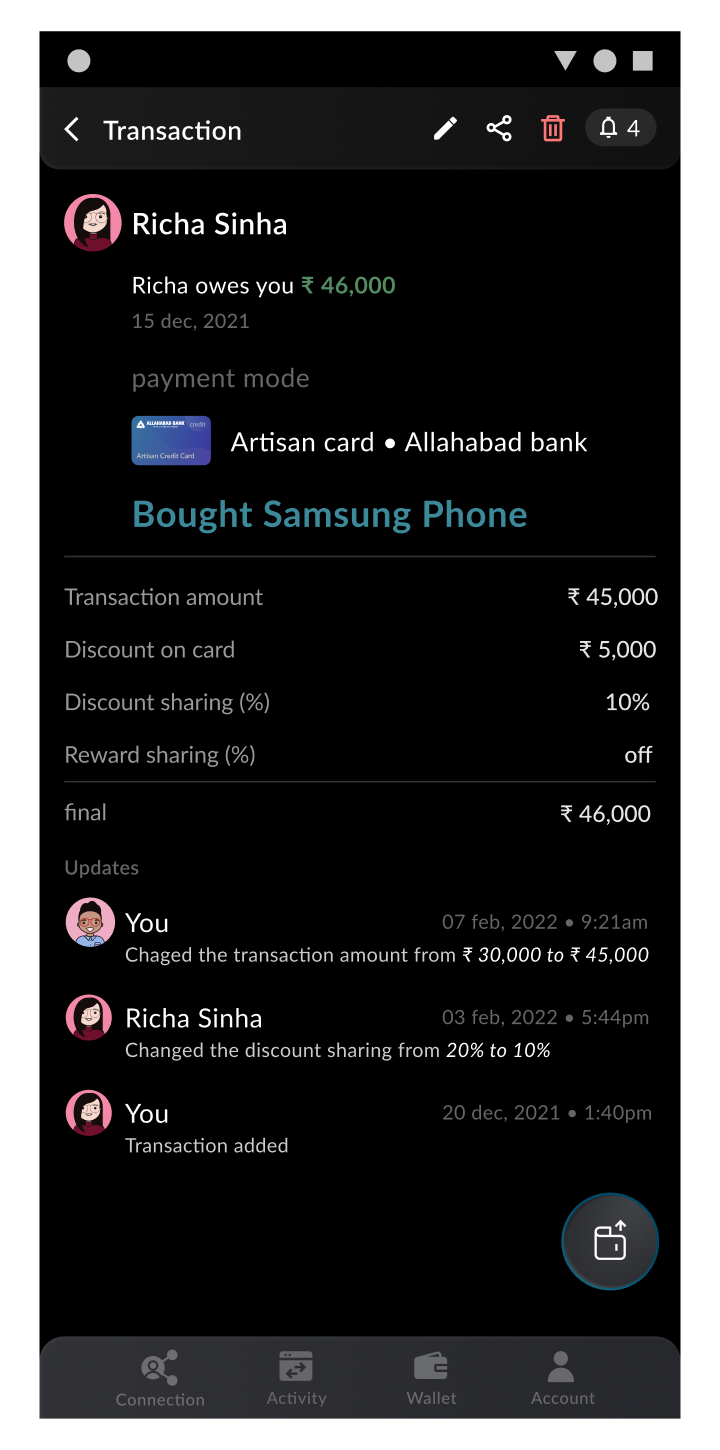 Transaction
4
Richa Sinha
Richa owes you ₹ 46,000
15 dec, 2021
payment mode
ALLAHABAD BANK credit
Artisan Credit Card
Artisan card • Allahabad bank
Bought Samsung Phone
Transaction amount ₹ 45,000
Discount on card ₹ 5,000
Discount sharing (%) 10%
Reward sharing (%) off
final ₹ 46,000
Updates
You 07 feb, 2022 • 9:21am
Chaged the transaction amount from ₹ 30,000 to ₹ 45,000
Richa Sinha 03 feb, 2022 • 5:44pm
Changed the discount sharing from 20% to 10%
You 20 dec, 2021 • 1:40pm
Transaction added
Connection Activity Wallet Account